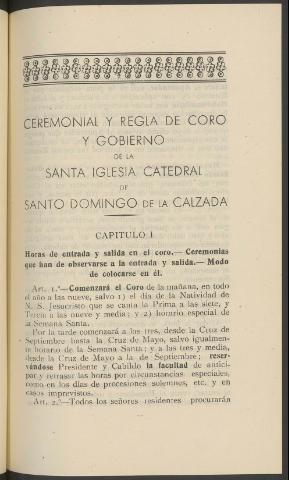 CEREMONIAL Y REGLA DE CORO
Y GOBIERNO
DE LA
SANTA IGLESIA CATEDRAL
DE
SANTO DOMINGO DE LA CALZADA
CAPITULO I
Horas de entrada y salida en el coro.— Ceremonias
que han de observarse a la entrada y salida.— Modo
de colocarse en él.
Art. 1.º—Comenzará el Coro de la mañana, en todo
el año a las nueve, salvo 1) el día de la Natividad de
N. S. Jesucristo que se canta la Prima a las siete, y
Tercia a las nueve y media; y 2) horario especial de
la Semana Santa.
Por la tarde comenzará a los tres, desde la Cruz de
Septiembre hasta la Cruz de Mayo, salvo igualmen-
te horario de la Semana Santa; y a las tres y media,
desde la Cruz de Mayo a la de Septiembre; reser-
vándose Presidente y Cabildo la facultad de antici-
par y retrasar las horas por circunstancias especiales,
como en los días de procesiones solemnes, etc. y en
casos imprevistos.
Art. 2.º—Todos los señores residentes procurarán